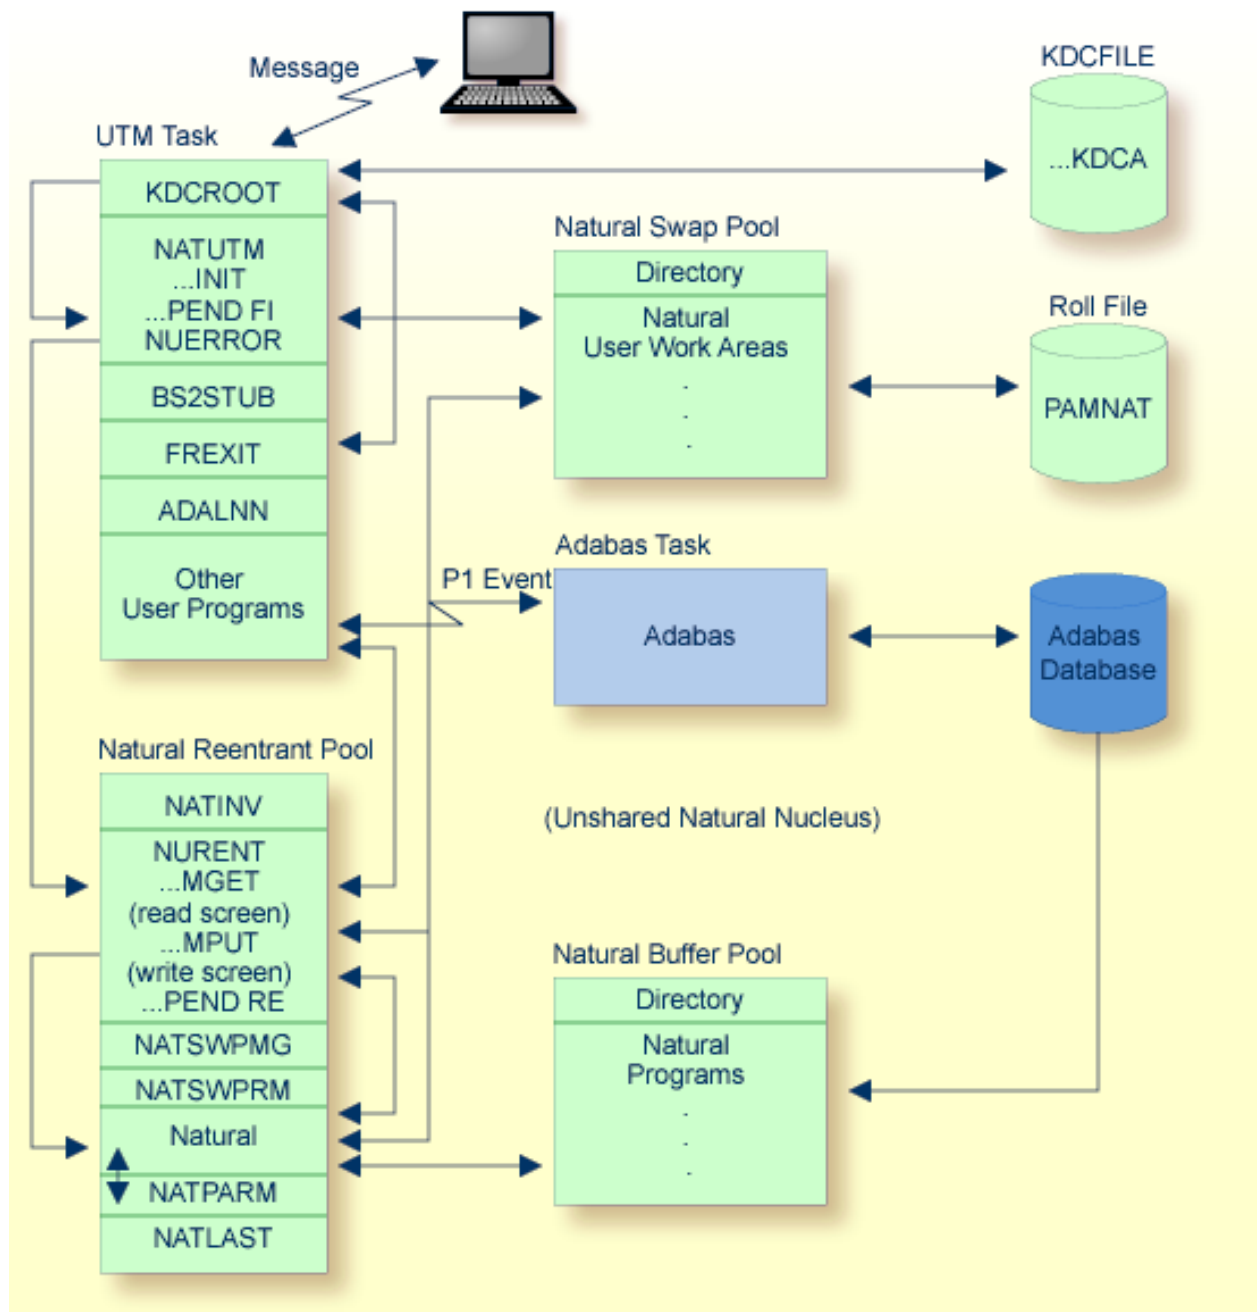 Message
KDCFILE
...KDCA
UTM Task
KDCROOT
NATUTM
...INIT
...PEND FI
NUERROR
BS2STUB
FREXIT
ADALNN
Other
User Programs
Natural Swap Pool
Directory
Natural
User Work Areas
.
.
.
Roll File
PAMNAT
Adabas Task
P1 Event
Adabas
Adabas
Database
Natural Reentrant Pool
NATINV
NURENT
...MGET
(read screen)
...MPUT
(write screen)
...PEND RE
NATSWPMG
NATSWPRM
Natural
NATPARM
NATLAST
(Unshared Natural Nucleus)
Natural Buffer Pool
Directory
Natural
Programs
.
.
.